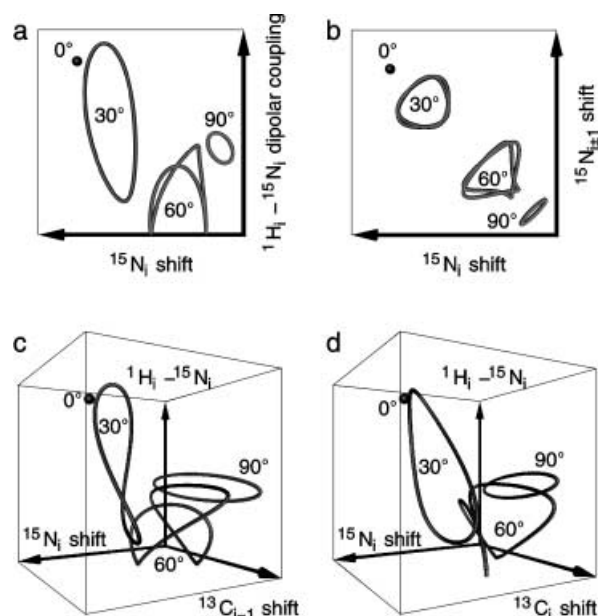 a
0°
30°
60°
90°
¹Hᵢ – ¹⁵Nᵢ dipolar coupling
¹⁵Nᵢ shift
b
0°
30°
60°
90°
¹⁵Nᵢ±₁ shift
¹⁵Nᵢ shift
c
¹Hᵢ – ¹⁵Nᵢ
0°
30°
90°
60°
¹⁵Nᵢ shift
¹³Cᵢ₋₁ shift
d
¹Hᵢ – ¹⁵Nᵢ
0°
30°
90°
60°
¹⁵Nᵢ shift
¹³Cᵢ shift